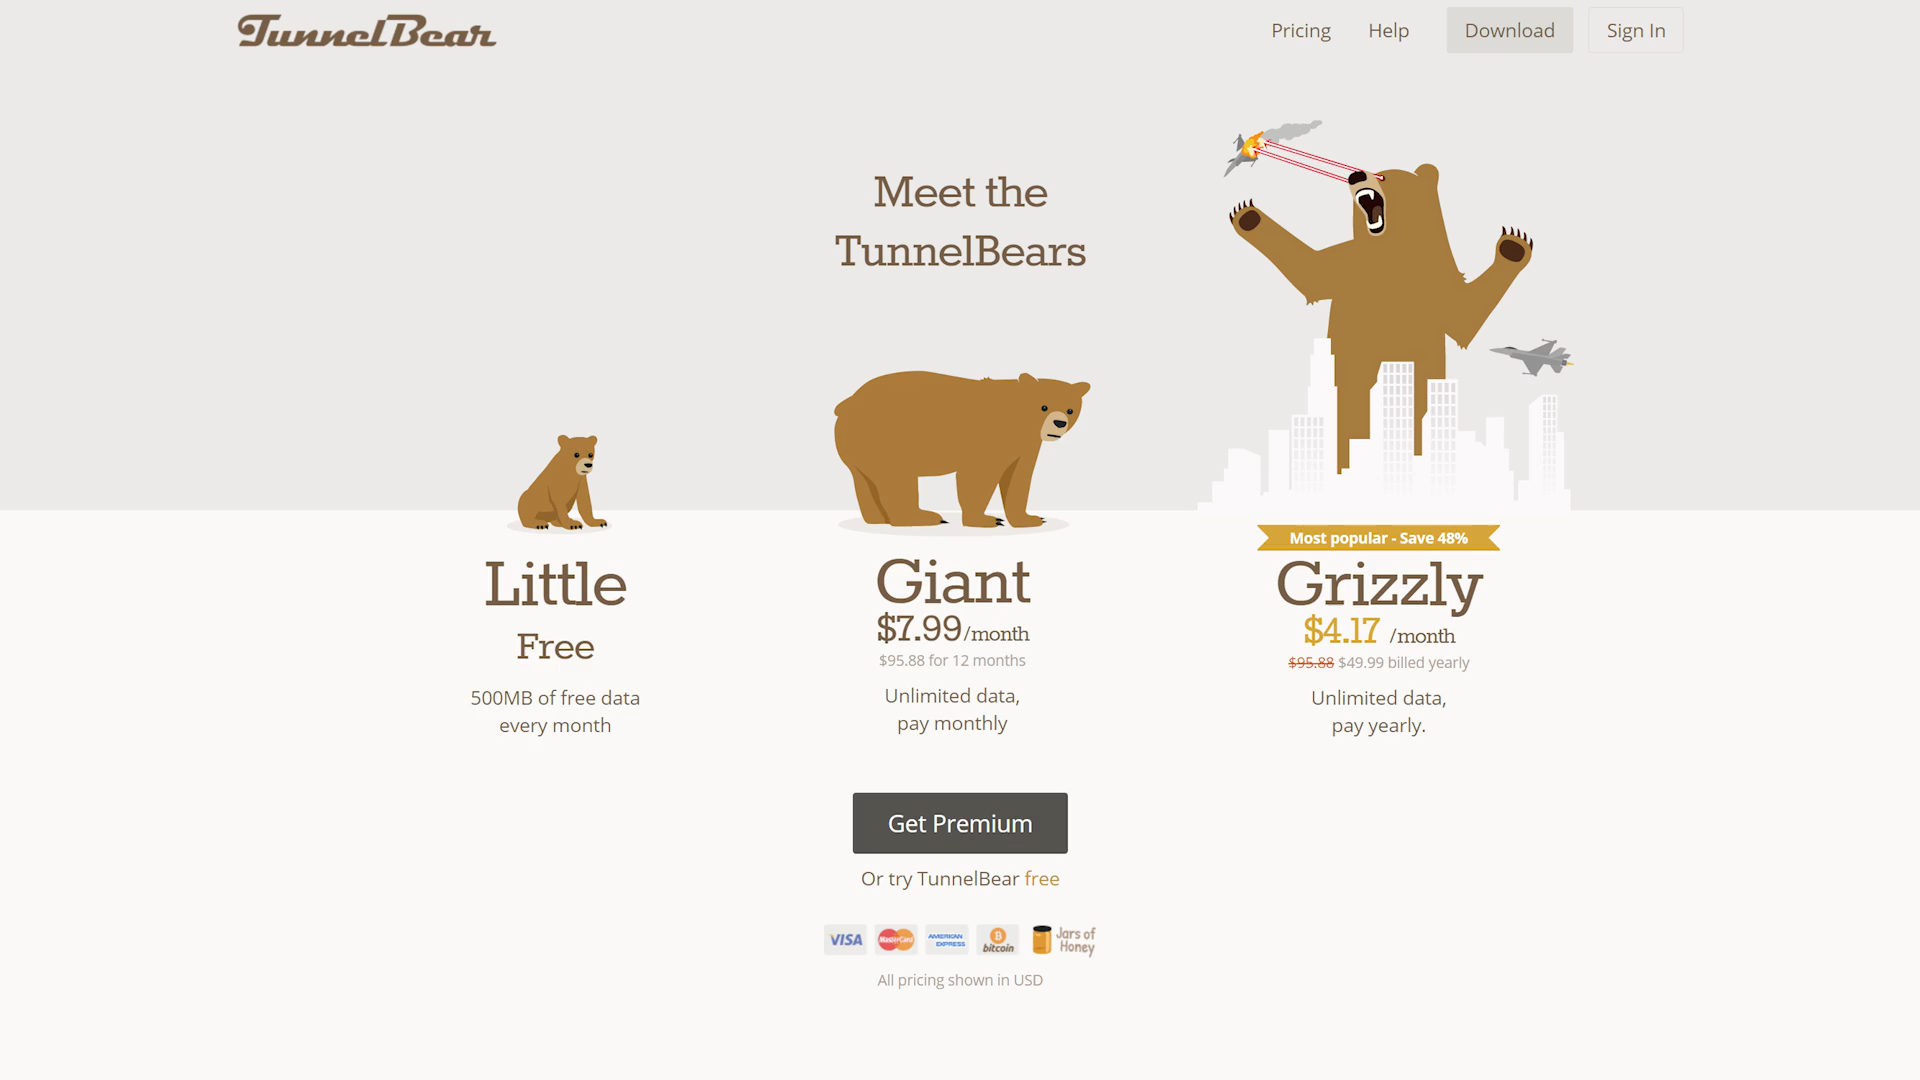 TunnelBear
Pricing
Help
Download
Sign In
Meet the
TunnelBears
Little
Free
500MB of free data
every month
Giant
$7.99/month
$95.88 for 12 months
Unlimited data,
pay monthly
Most popular - Save 48%
Grizzly
$4.17 /month
$95.88 $49.99 billed yearly
Unlimited data,
pay yearly.
Get Premium
Or try TunnelBear free
VISA
MasterCard
AMERICAN
EXPRESS
bitcoin
Jars of
Honey
All pricing shown in USD